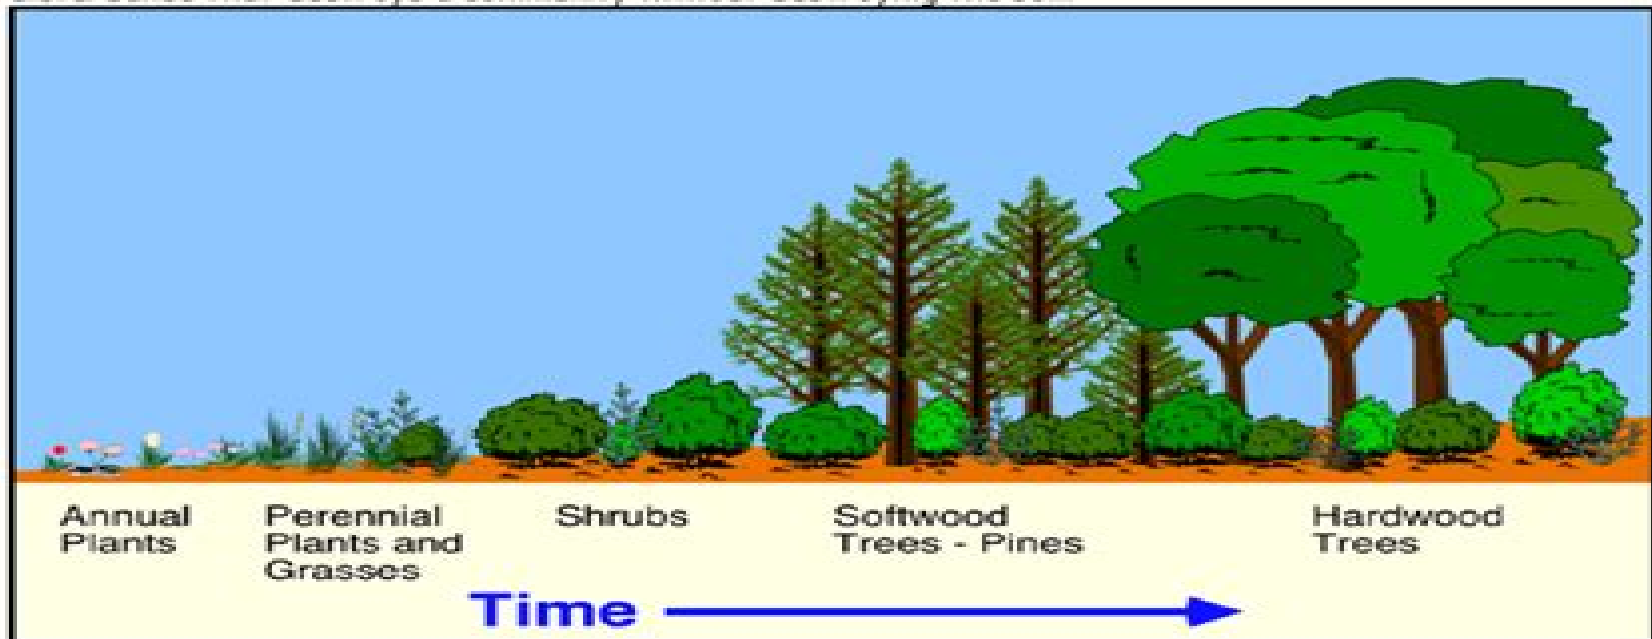 Annual
Plants
Perennial
Plants and
Grasses
Shrubs
Softwood
Trees - Pines
Hardwood
Trees
Time